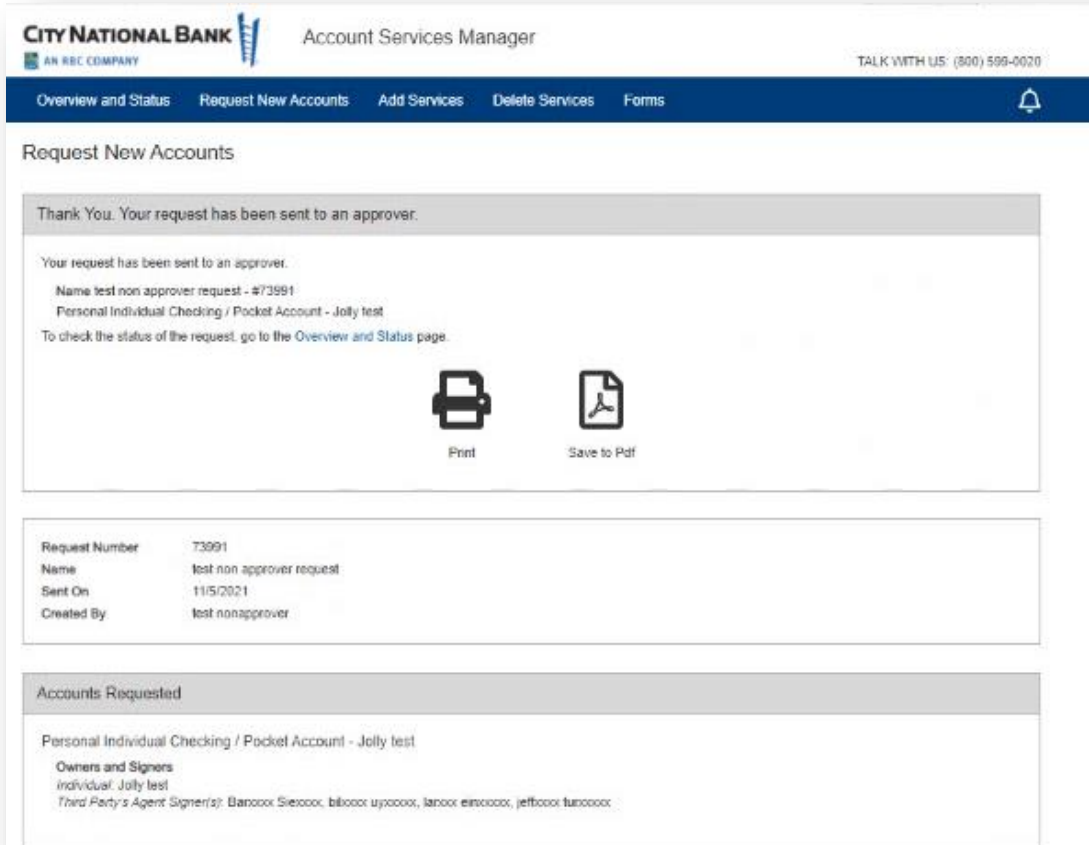 CITY NATIONAL BANK
AN RBC COMPANY
Account Services Manager
TALK WITH US: (800) 599-0020
Overview and Status Request New Accounts Add Services Delete Services Forms
Request New Accounts
Thank You. Your request has been sent to an approver.
Your request has been sent to an approver.
Name test non approver request - #73991
Personal Individual Checking / Pocket Account - Jolly test
To check the status of the request, go to the Overview and Status page.
Print Save to Pdf
Request Number 73991
Name test non approver request
Sent On 11/5/2021
Created By test nonapprover
Accounts Requested
Personal Individual Checking / Pocket Account - Jolly test
Owners and Signers
Individual: Jolly test
Third Party's Agent Signer(s):